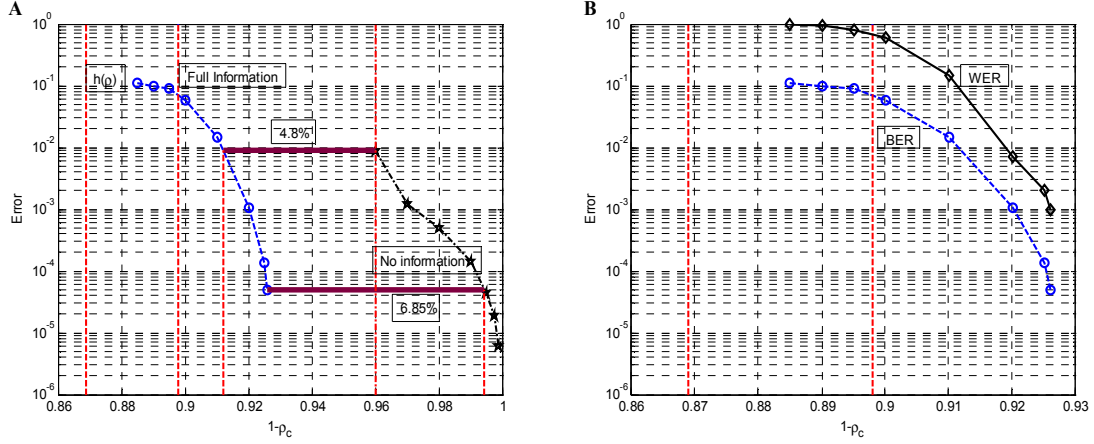 A
10^0
10^-1
10^-2
10^-3
10^-4
10^-5
10^-6
Error
h(ρ)
Full Information
4.8%
No information
6.85%
0.86
0.88
0.9
0.92
0.94
0.96
0.98
1
1-ρ_c
B
10^0
10^-1
10^-2
10^-3
10^-4
10^-5
10^-6
Error
WER
BER
0.86
0.87
0.88
0.89
0.9
0.91
0.92
0.93
1-ρ_c